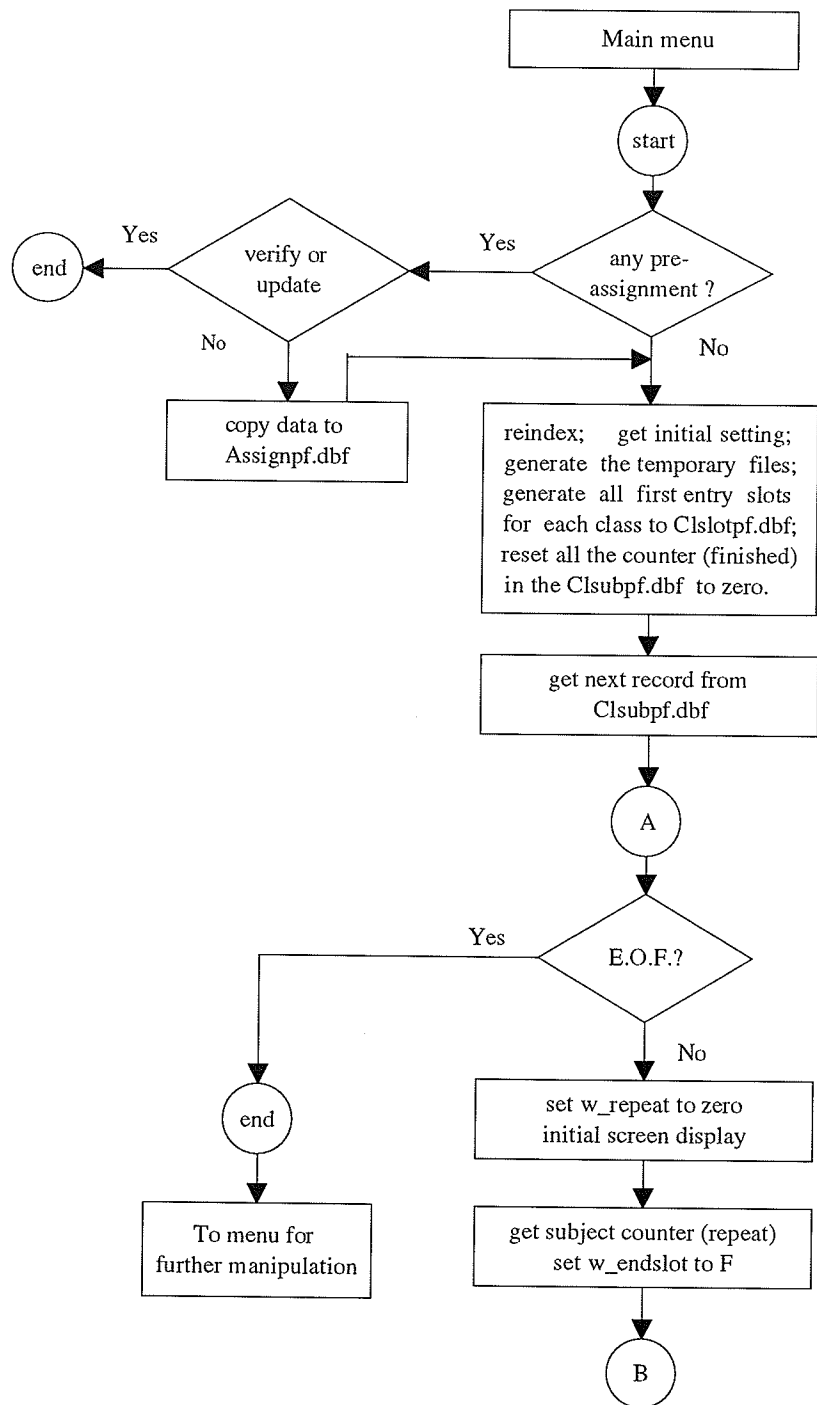 Main menu
start
any pre-
assignment ?
Yes
verify or
update
Yes
end
No
copy data to
Assignpf.dbf
No
reindex; get initial setting;
generate the temporary files;
generate all first entry slots
for each class to Clslotpf.dbf;
reset all the counter (finished)
in the Clsubpf.dbf to zero.
get next record from
Clsubpf.dbf
A
E.O.F.?
Yes
end
To menu for
further manipulation
No
set w_repeat to zero
initial screen display
get subject counter (repeat)
set w_endslot to F
B